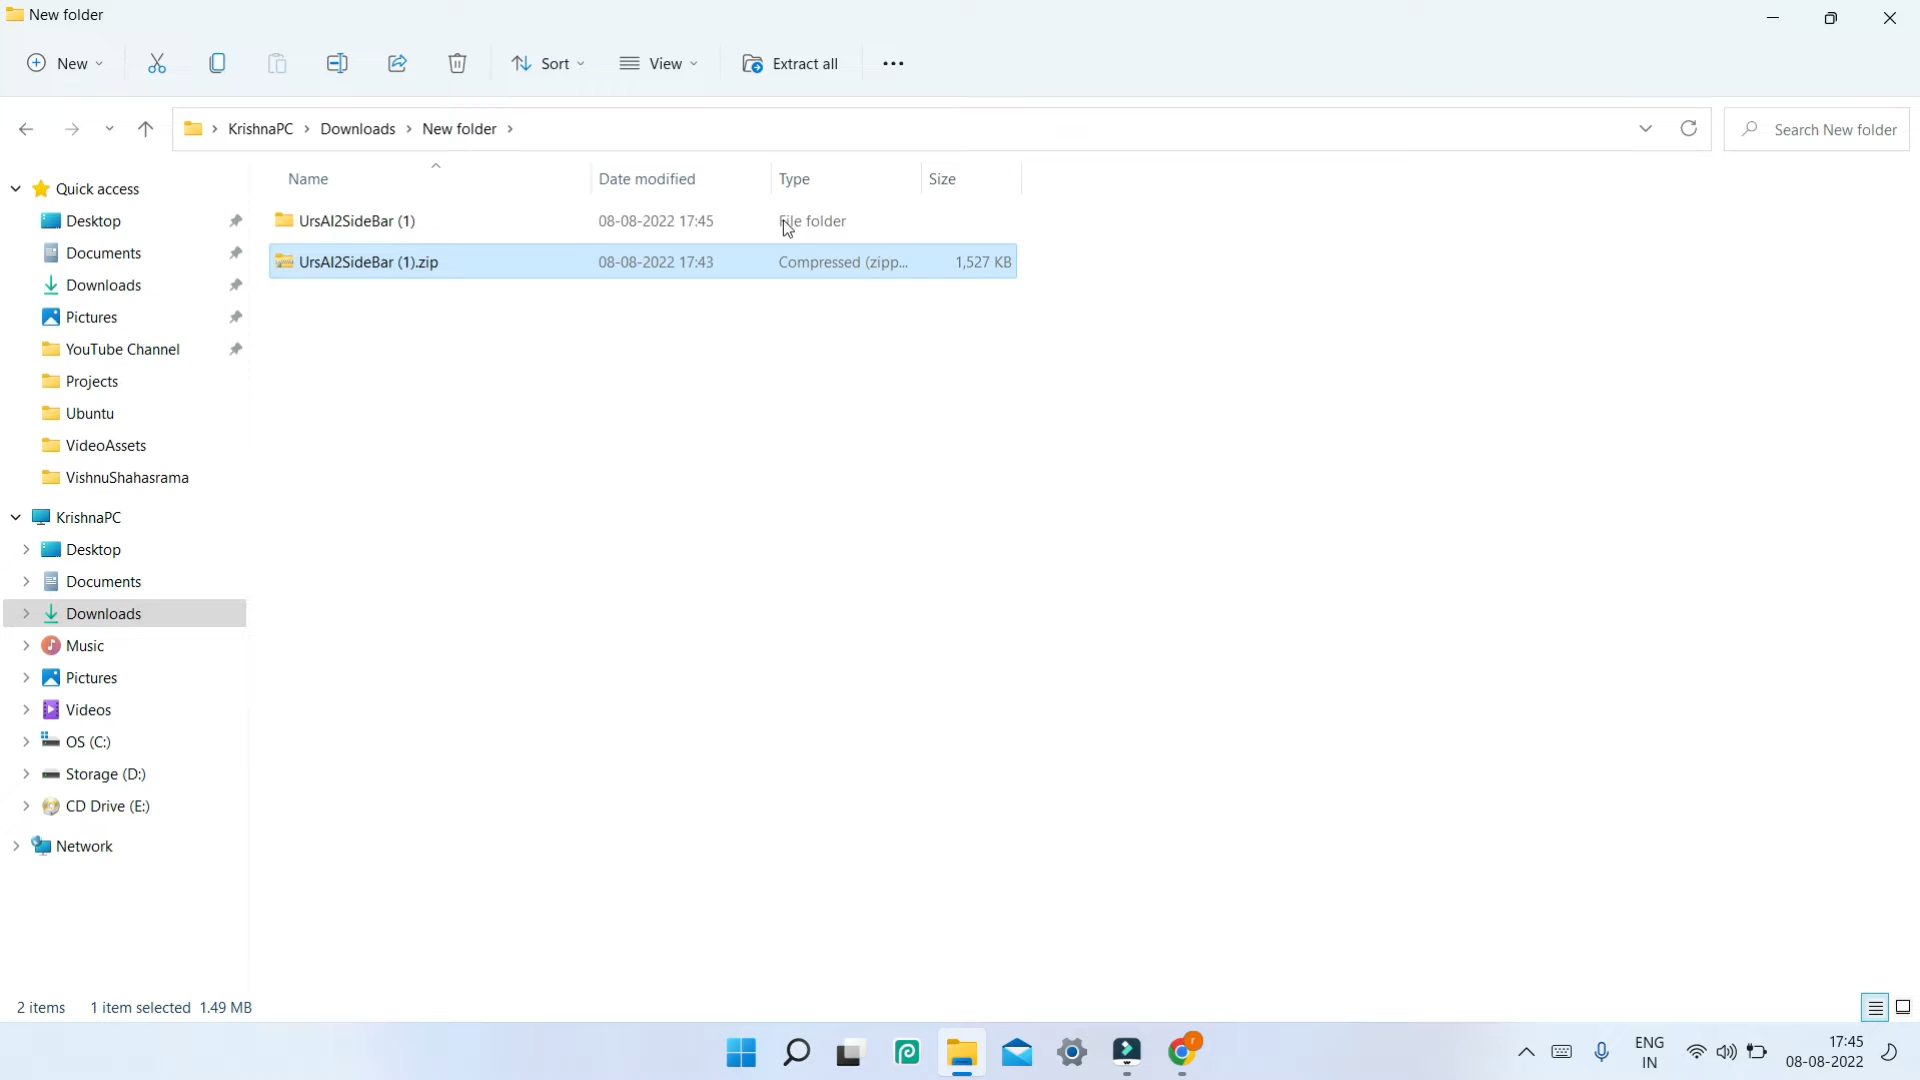 New folder
New
Sort
View
Extract all
KrishnaPC Downloads New folder
Search New folder
Name Date modified Type Size
UrsAI2SideBar (1) 08-08-2022 17:45 File folder
UrsAI2SideBar (1).zip 08-08-2022 17:43 Compressed (zipp... 1,527 KB
Quick access
Desktop
Documents
Downloads
Pictures
YouTube Channel
Projects
Ubuntu
VideoAssets
VishnuShahasrama
KrishnaPC
Desktop
Documents
Downloads
Music
Pictures
Videos
OS (C:)
Storage (D:)
CD Drive (E:)
Network
2 items 1 item selected 1.49 MB
ENG
IN
17:45
08-08-2022